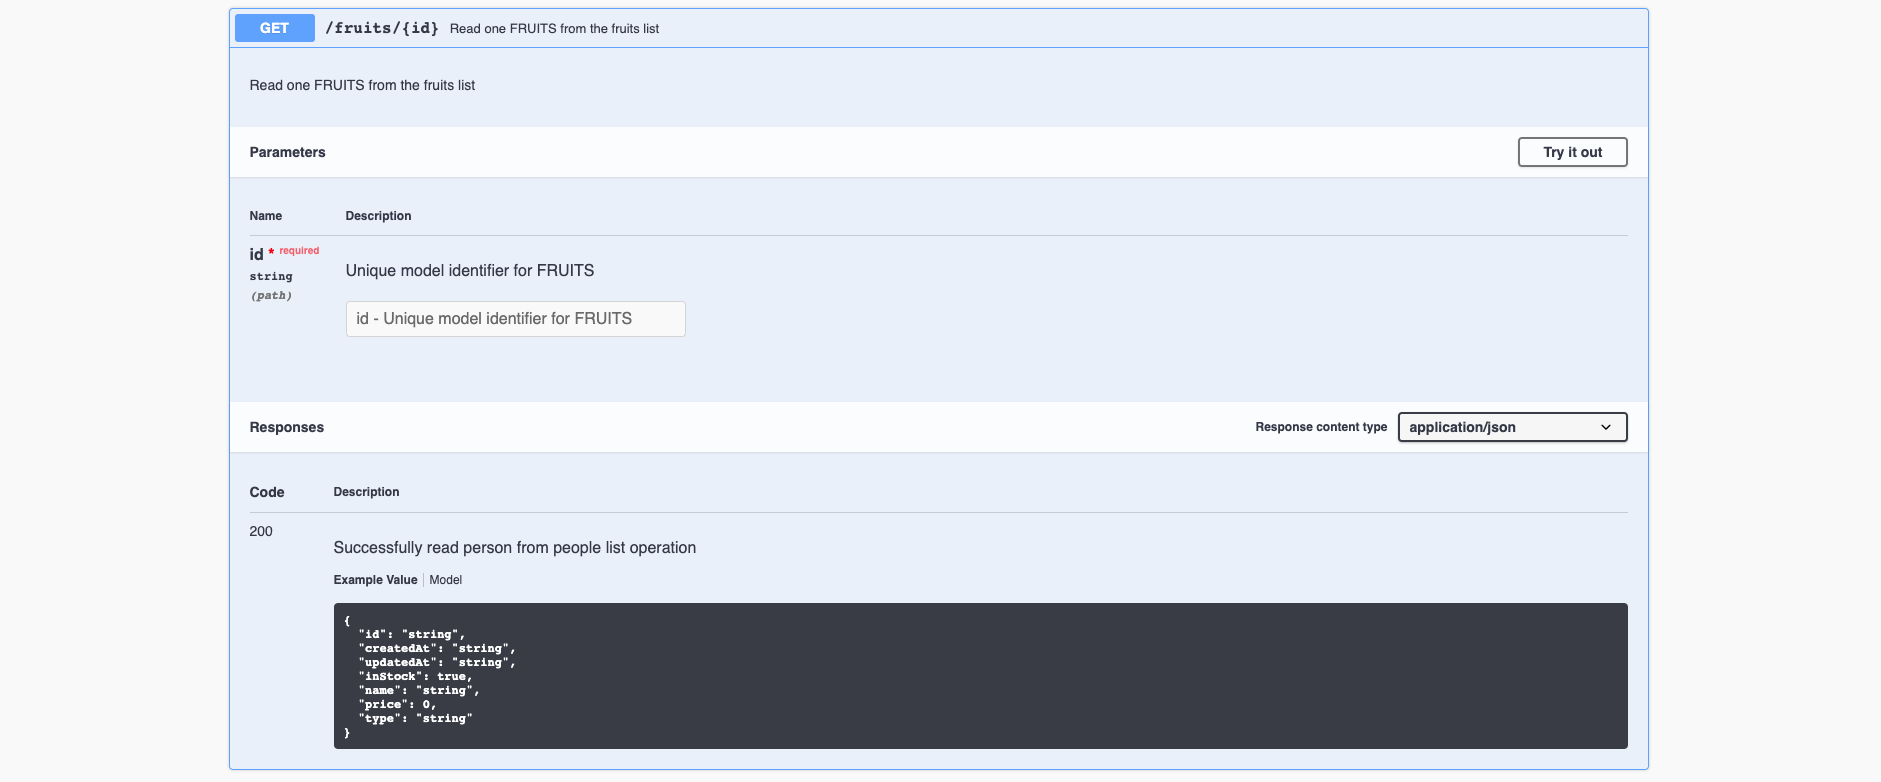 GET /fruits/{id} Read one FRUITS from the fruits list
Read one FRUITS from the fruits list
Parameters Try it out
Name Description
id * required
string
(path)
Unique model identifier for FRUITS
id - Unique model identifier for FRUITS
Responses Response content type application/json
Code Description
200
Successfully read person from people list operation
Example Value Model
{
  "id": "string",
  "createdAt": "string",
  "updatedAt": "string",
  "inStock": true,
  "name": "string",
  "price": 0,
  "type": "string"
}